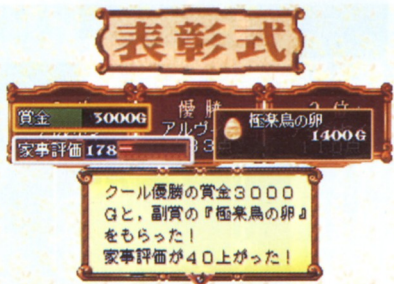 表彰式
優勝
賞金 3000G
極楽鳥の卵
1400G
アルヴ
家事評価 178
クール優勝の賞金3000
Gと,副賞の『極楽鳥の卵』
をもらった!
家事評価が40上がった!